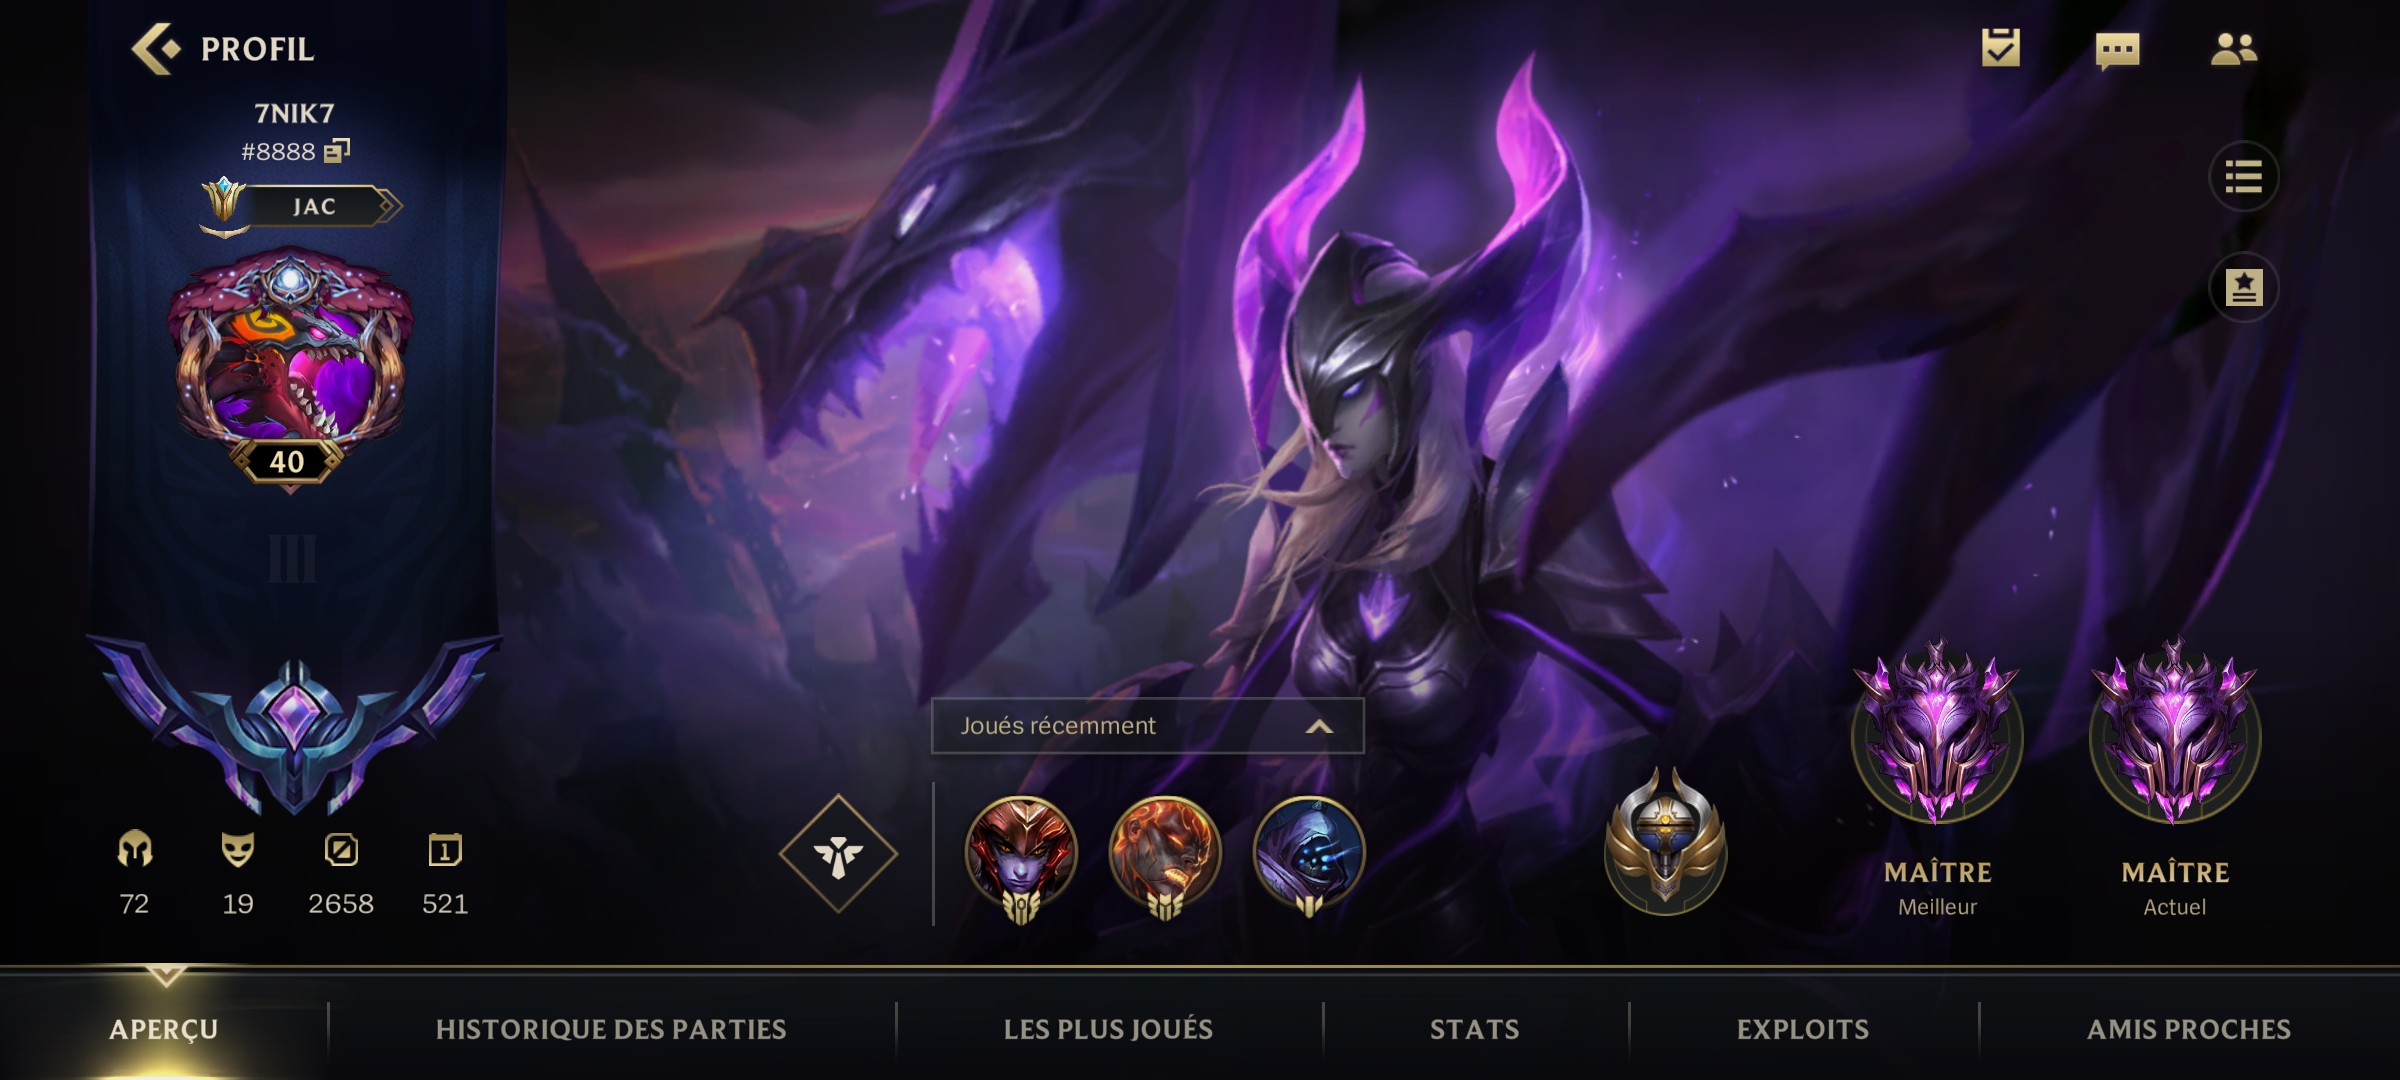 PROFIL
7NIK7
#8888
JAC
40
III
72
19
2658
521
Joués récemment
MAÎTRE
Meilleur
MAÎTRE
Actuel
APERÇU
HISTORIQUE DES PARTIES
LES PLUS JOUÉS
STATS
EXPLOITS
AMIS PROCHES